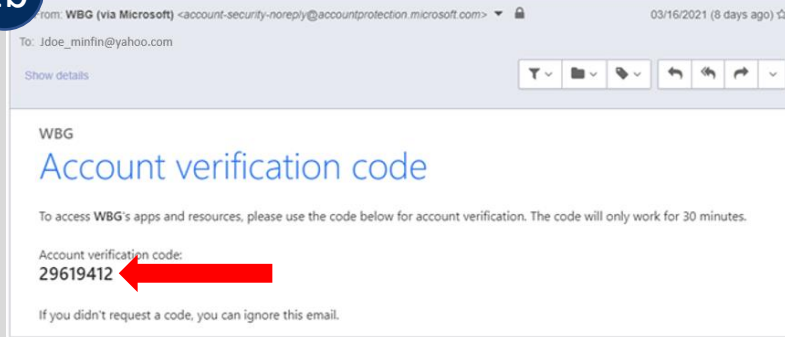 b
From: WBG (via Microsoft) <account-security-noreply@accountprotection.microsoft.com> 03/16/2021 (8 days ago)
To: Jdoe_minfin@yahoo.com
Show details
WBG
Account verification code
To access WBG's apps and resources, please use the code below for account verification. The code will only work for 30 minutes.
Account verification code:
29619412
If you didn't request a code, you can ignore this email.